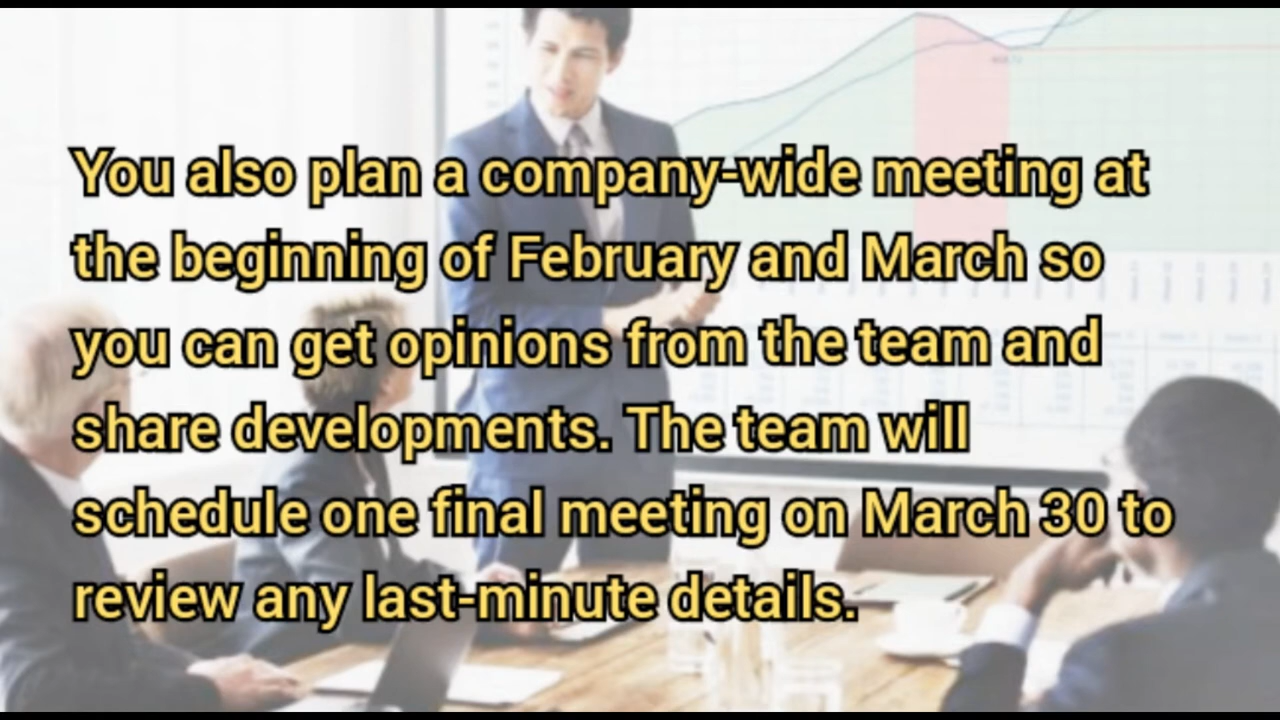 You also plan a company-wide meeting at
the beginning of February and March so
you can get opinions from the team and
share developments. The team will
schedule one final meeting on March 30 to
review any last-minute details.